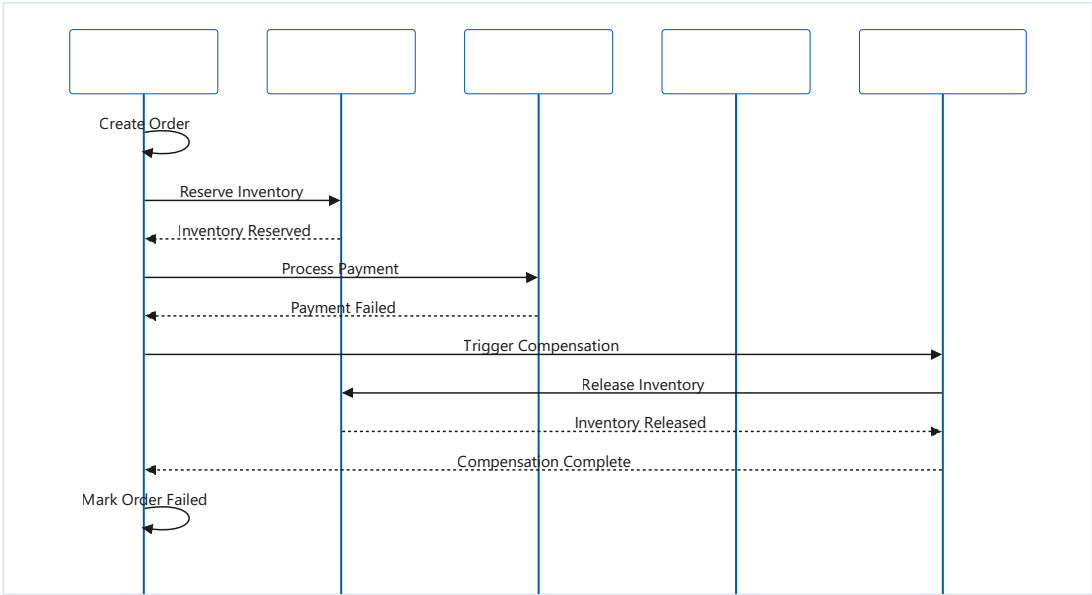 Create Order
Reserve Inventory
Inventory Reserved
Process Payment
Payment Failed
Trigger Compensation
Release Inventory
Inventory Released
Compensation Complete
Mark Order Failed